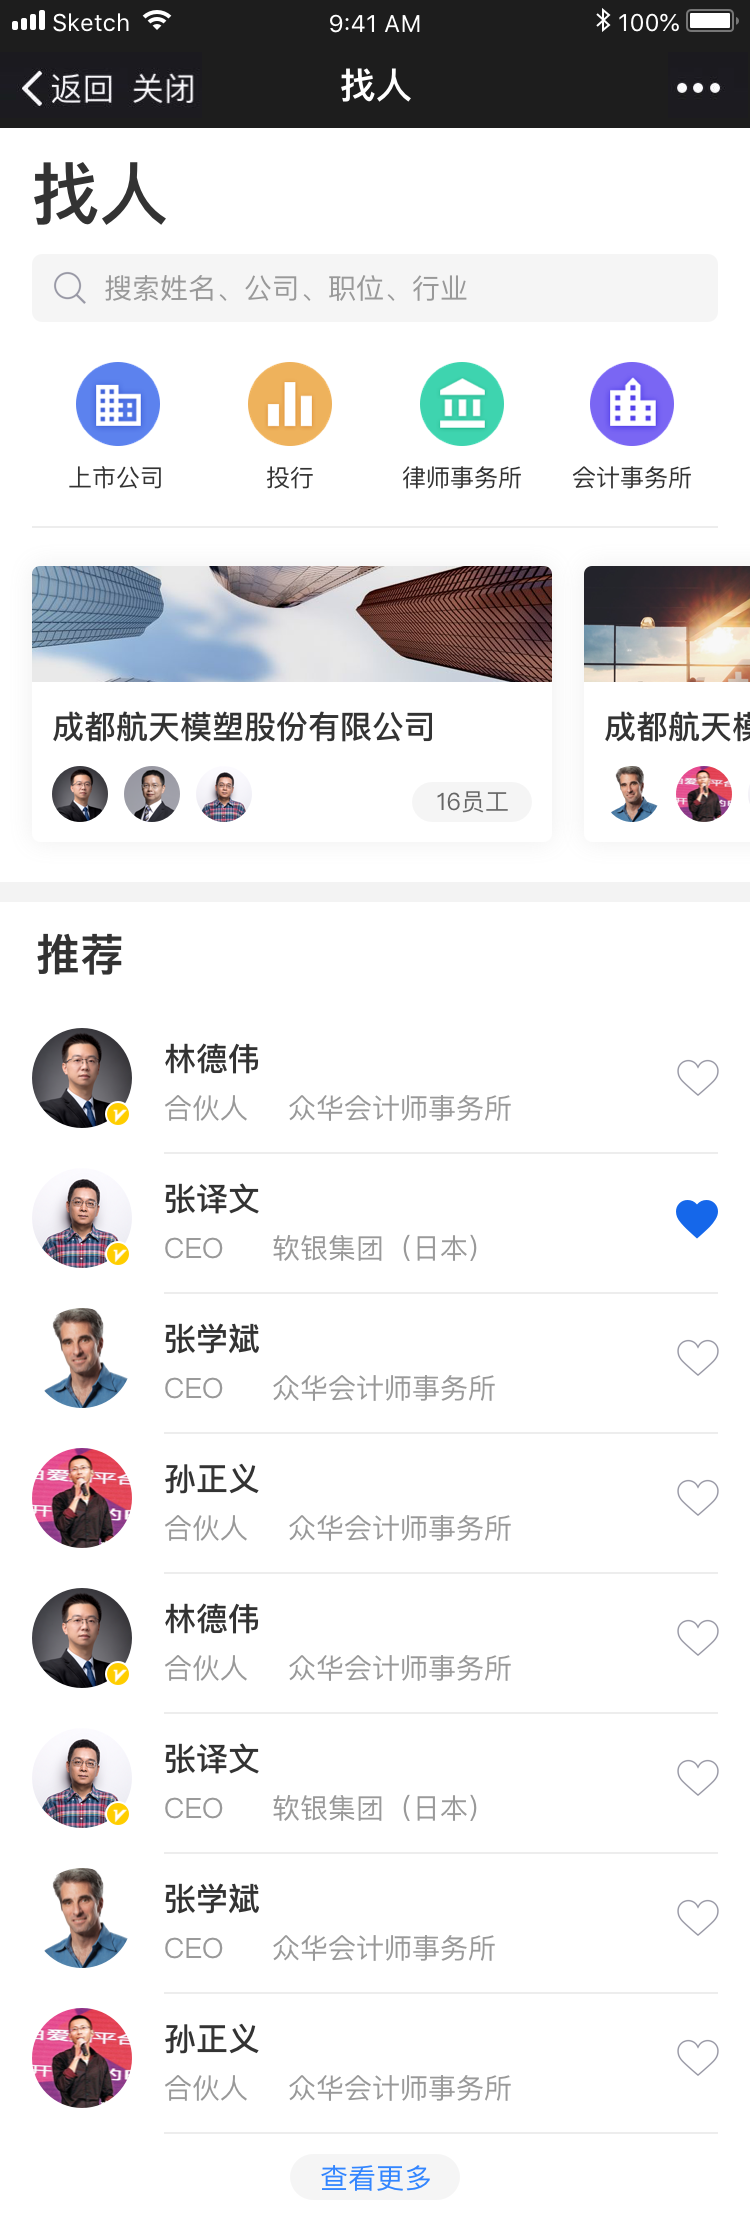 Sketch 9:41 AM 100%
返回 关闭 找人
找人
搜索姓名、公司、职位、行业
上市公司 投行 律师事务所 会计事务所
成都航天模塑股份有限公司 成都航天模
16员工
推荐
林德伟
合伙人 众华会计师事务所
张译文
CEO 软银集团（日本）
张学斌
CEO 众华会计师事务所
孙正义
合伙人 众华会计师事务所
林德伟
合伙人 众华会计师事务所
张译文
CEO 软银集团（日本）
张学斌
CEO 众华会计师事务所
孙正义
合伙人 众华会计师事务所
查看更多